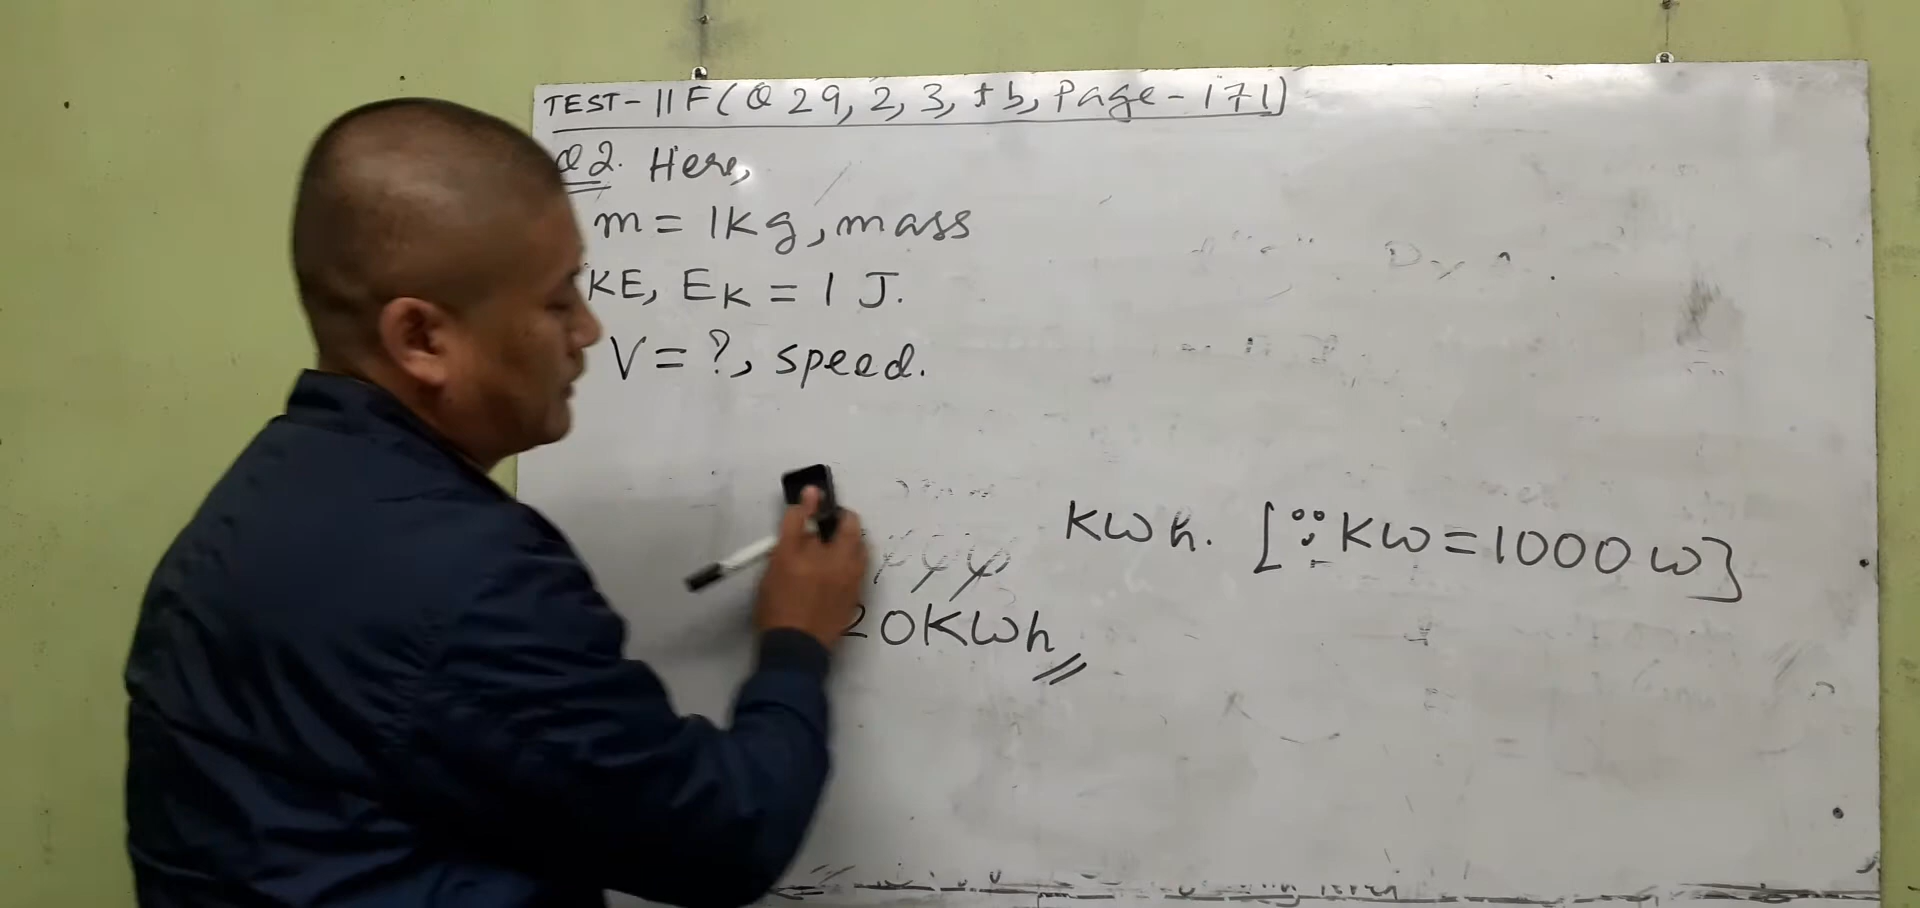 TEST-11F(Q 29, 2, 3, tb, Page-171)
Q2. Here,
m = 1Kg, mass
KE, EK = 1 J.
V = ?, speed.
KWh. [∵ KW = 1000 W]
20KWh